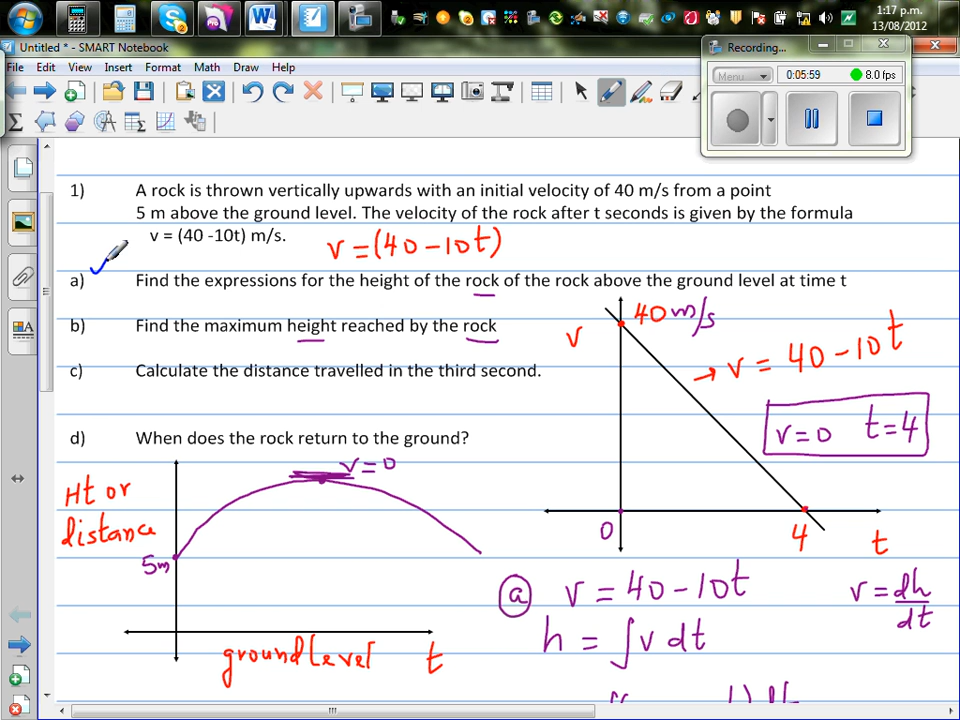 1:17 p.m.
13/08/2012
Untitled * - SMART Notebook
Recording...
File Edit View Insert Format Math Draw Help
Menu
0:05:59
8.0 fps
1) A rock is thrown vertically upwards with an initial velocity of 40 m/s from a point
5 m above the ground level. The velocity of the rock after t seconds is given by the formula
v = (40 -10t) m/s.
v = (40 - 10t)
a) Find the expressions for the height of the rock of the rock above the ground level at time t
b) Find the maximum height reached by the rock
c) Calculate the distance travelled in the third second.
d) When does the rock return to the ground?
40 m/s
v
→ v = 40 - 10t
v = 0 t = 4
0
4
t
v = 0
Ht or
distance
5m
ground level t
a v = 40 - 10t
v = dh/dt
h = ∫v dt